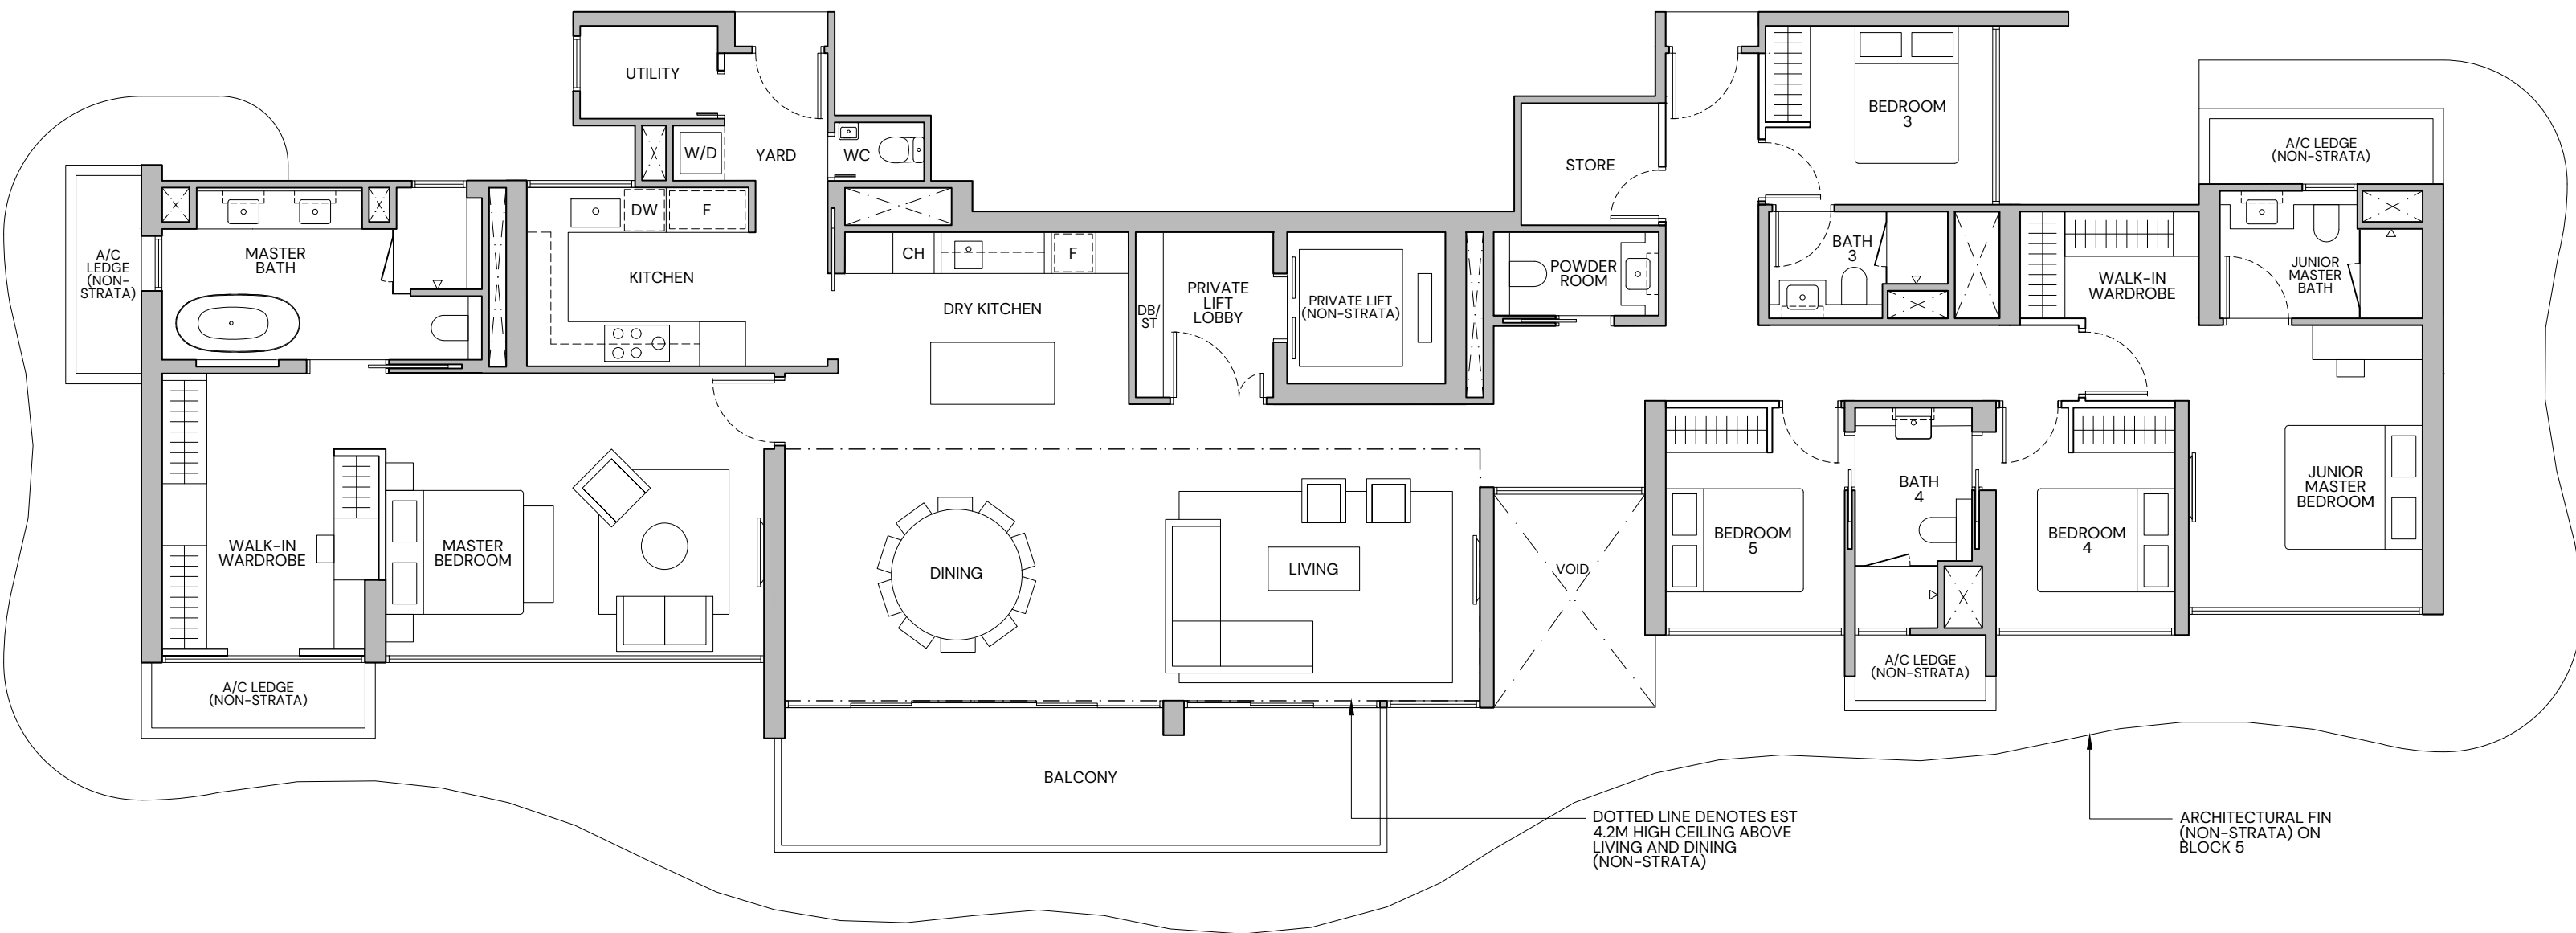 UTILITY
W/D
YARD
WC
STORE
BEDROOM
3
A/C LEDGE
(NON-STRATA)
A/C
LEDGE
(NON-
STRATA)
MASTER
BATH
KITCHEN
DW
F
CH
F
DRY KITCHEN
DB/
ST
PRIVATE
LIFT
LOBBY
PRIVATE LIFT
(NON-STRATA)
POWDER
ROOM
BATH
3
WALK-IN
WARDROBE
JUNIOR
MASTER
BATH
WALK-IN
WARDROBE
MASTER
BEDROOM
DINING
LIVING
VOID
BEDROOM
5
BATH
4
BEDROOM
4
JUNIOR
MASTER
BEDROOM
A/C LEDGE
(NON-STRATA)
A/C LEDGE
(NON-STRATA)
BALCONY
DOTTED LINE DENOTES EST
4.2M HIGH CEILING ABOVE
LIVING AND DINING
(NON-STRATA)
ARCHITECTURAL FIN
(NON-STRATA) ON
BLOCK 5